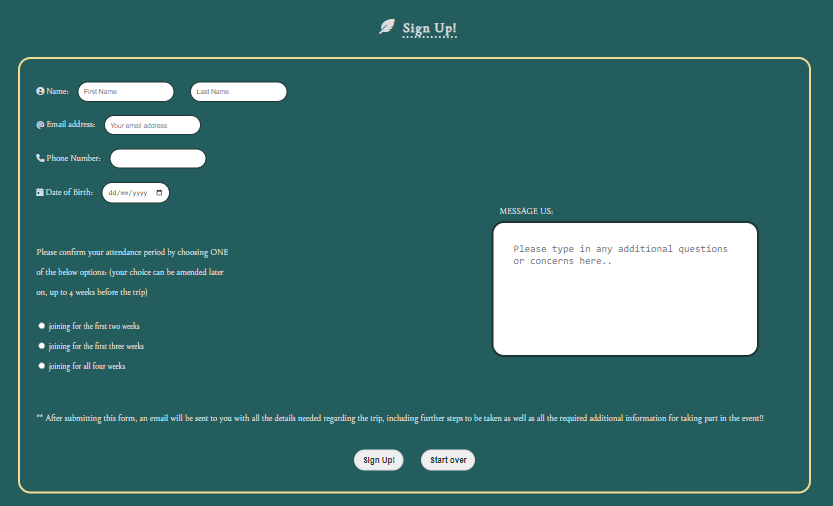 Sign Up!
Name: First Name Last Name
@ Email address: Your email address
Phone Number:
Date of Birth: dd/mm/yyyy
MESSAGE US:
Please type in any additional questions
or concerns here..
Please confirm your attendance period by choosing ONE
of the below options: (your choice can be amended later
on, up to 4 weeks before the trip)
joining for the first two weeks
joining for the first three weeks
joining for all four weeks
** After submitting this form, an email will be sent to you with all the details needed regarding the trip, including further steps to be taken as well as all the required additional information for taking part in the event!!
Sign Up! Start over